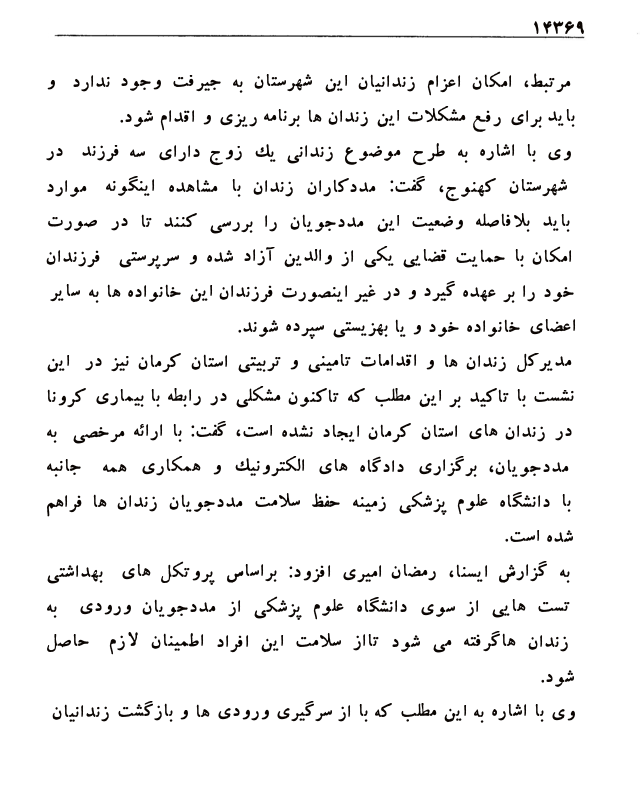 ۱۴۳۶۹
مرتبط، امکان اعزام زندانیان این شهرستان به جیرفت وجود ندارد و
باید برای رفع مشکلات این زندان ها برنامه ریزی و اقدام شود.
وی با اشاره به طرح موضوع زندانی یك زوج دارای سه فرزند در
شهرستان کهنوج، گفت: مددکاران زندان با مشاهده اینگونه موارد
باید بلافاصله وضعیت این مددجویان را بررسی کنند تا در صورت
امکان با حمایت قضایی یکی از والدین آزاد شده و سرپرستی فرزندان
خود را بر عهده گیرد و در غیر اینصورت فرزندان این خانواده ها به سایر
اعضای خانواده خود و یا بهزیستی سپرده شوند.
مدیرکل زندان ها و اقدامات تامینی و تربیتی استان کرمان نیز در این
نشست با تاکید بر این مطلب که تاکنون مشکلی در رابطه با بیماری کرونا
در زندان های استان کرمان ایجاد نشده است، گفت: با ارائه مرخصی به
مددجویان، برگزاری دادگاه های الکترونیك و همکاری همه جانبه
با دانشگاه علوم پزشکی زمینه حفظ سلامت مددجویان زندان ها فراهم
شده است.
به گزارش ایسنا، رمضان امیری افزود: براساس پروتکل های بهداشتی
تست هایی از سوی دانشگاه علوم پزشکی از مددجویان ورودی به
زندان هاگرفته می شود تااز سلامت این افراد اطمینان لازم حاصل
شود.
وی با اشاره به این مطلب که با از سرگیری ورودی ها و بازگشت زندانیان